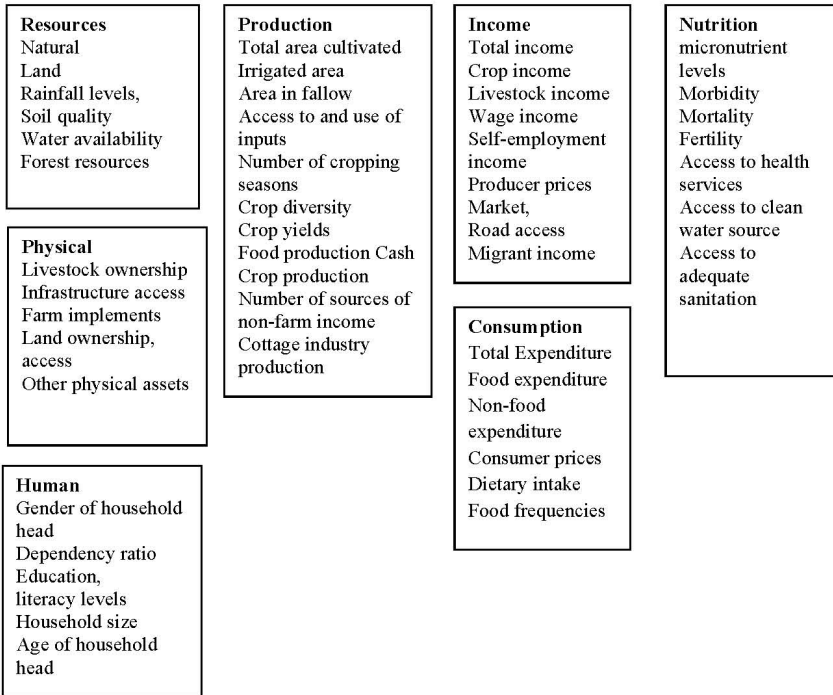 Resources
Natural
Land
Rainfall levels,
Soil quality
Water availability
Forest resources
Physical
Livestock ownership
Infrastructure access
Farm implements
Land ownership,
access
Other physical assets
Human
Gender of household
head
Dependency ratio
Education,
literacy levels
Household size
Age of household
head
Production
Total area cultivated
Irrigated area
Area in fallow
Access to and use of
inputs
Number of cropping
seasons
Crop diversity
Crop yields
Food production Cash
Crop production
Number of sources of
non-farm income
Cottage industry
production
Income
Total income
Crop income
Livestock income
Wage income
Self-employment
income
Producer prices
Market,
Road access
Migrant income
Consumption
Total Expenditure
Food expenditure
Non-food
expenditure
Consumer prices
Dietary intake
Food frequencies
Nutrition
micronutrient
levels
Morbidity
Mortality
Fertility
Access to health
services
Access to clean
water source
Access to
adequate
sanitation